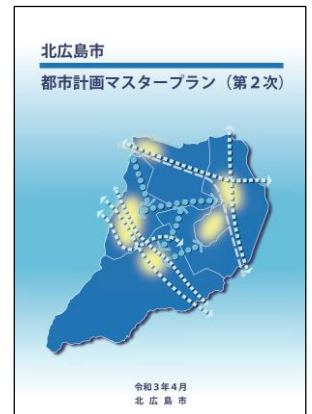 北広島市
都市計画マスタープラン（第２次）
令和３年４月
北広島市